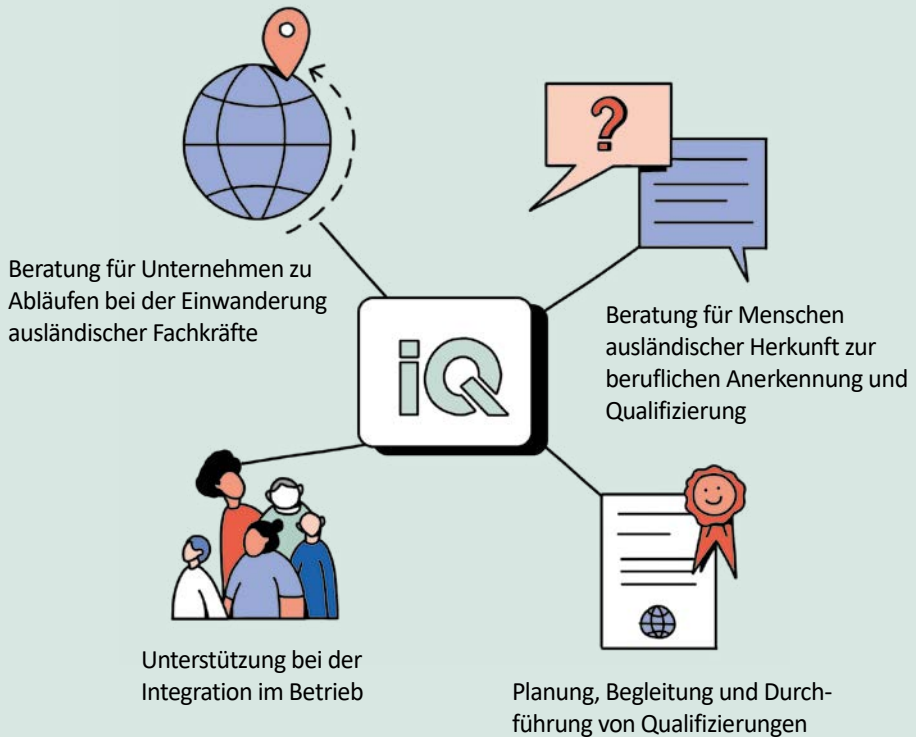 ?
Beratung für Unternehmen zu
Abläufen bei der Einwanderung
ausländischer Fachkräfte
iQ
Beratung für Menschen
ausländischer Herkunft zur
beruflichen Anerkennung und
Qualifizierung
Unterstützung bei der
Integration im Betrieb
Planung, Begleitung und Durch-
führung von Qualifizierungen